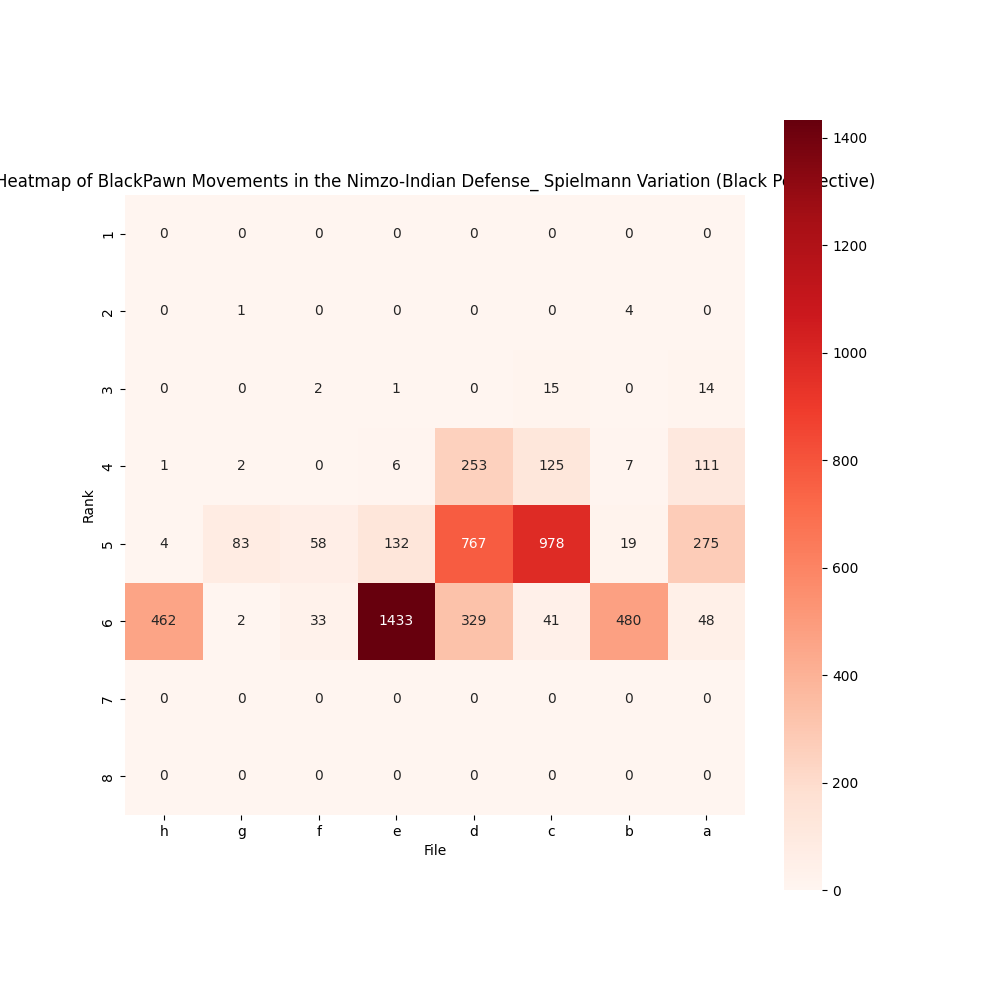 1400
Heatmap of BlackPawn Movements in the Nimzo-Indian Defense_ Spielmann Variation (Black Perspective)
1 0 0 0 0 0 0 0 0
1200
2 0 1 0 0 0 0 4 0
1000
3 0 0 2 1 0 15 0 14
800
4 1 2 0 6 253 125 7 111
Rank
5 4 83 58 132 767 978 19 275
600
6 462 2 33 1433 329 41 480 48
400
7 0 0 0 0 0 0 0 0
200
8 0 0 0 0 0 0 0 0
h g f e d c b a
File
0